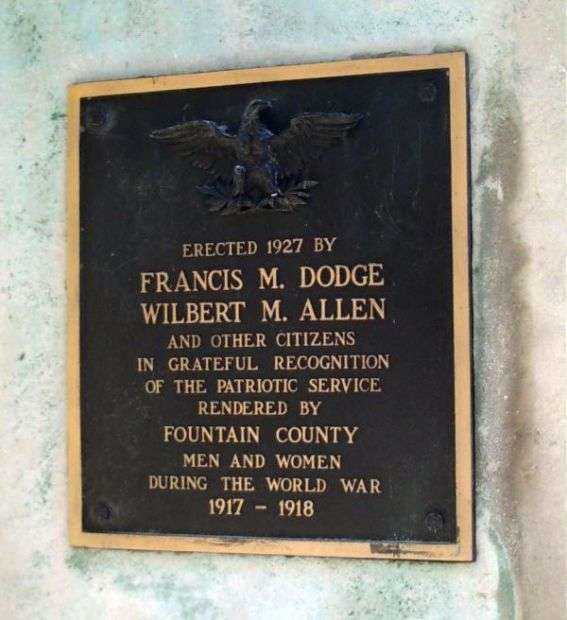 ERECTED 1927 BY
FRANCIS M. DODGE
WILBERT M. ALLEN
AND OTHER CITIZENS
IN GRATEFUL RECOGNITION
OF THE PATRIOTIC SERVICE
RENDERED BY
FOUNTAIN COUNTY
MEN AND WOMEN
DURING THE WORLD WAR
1917 – 1918